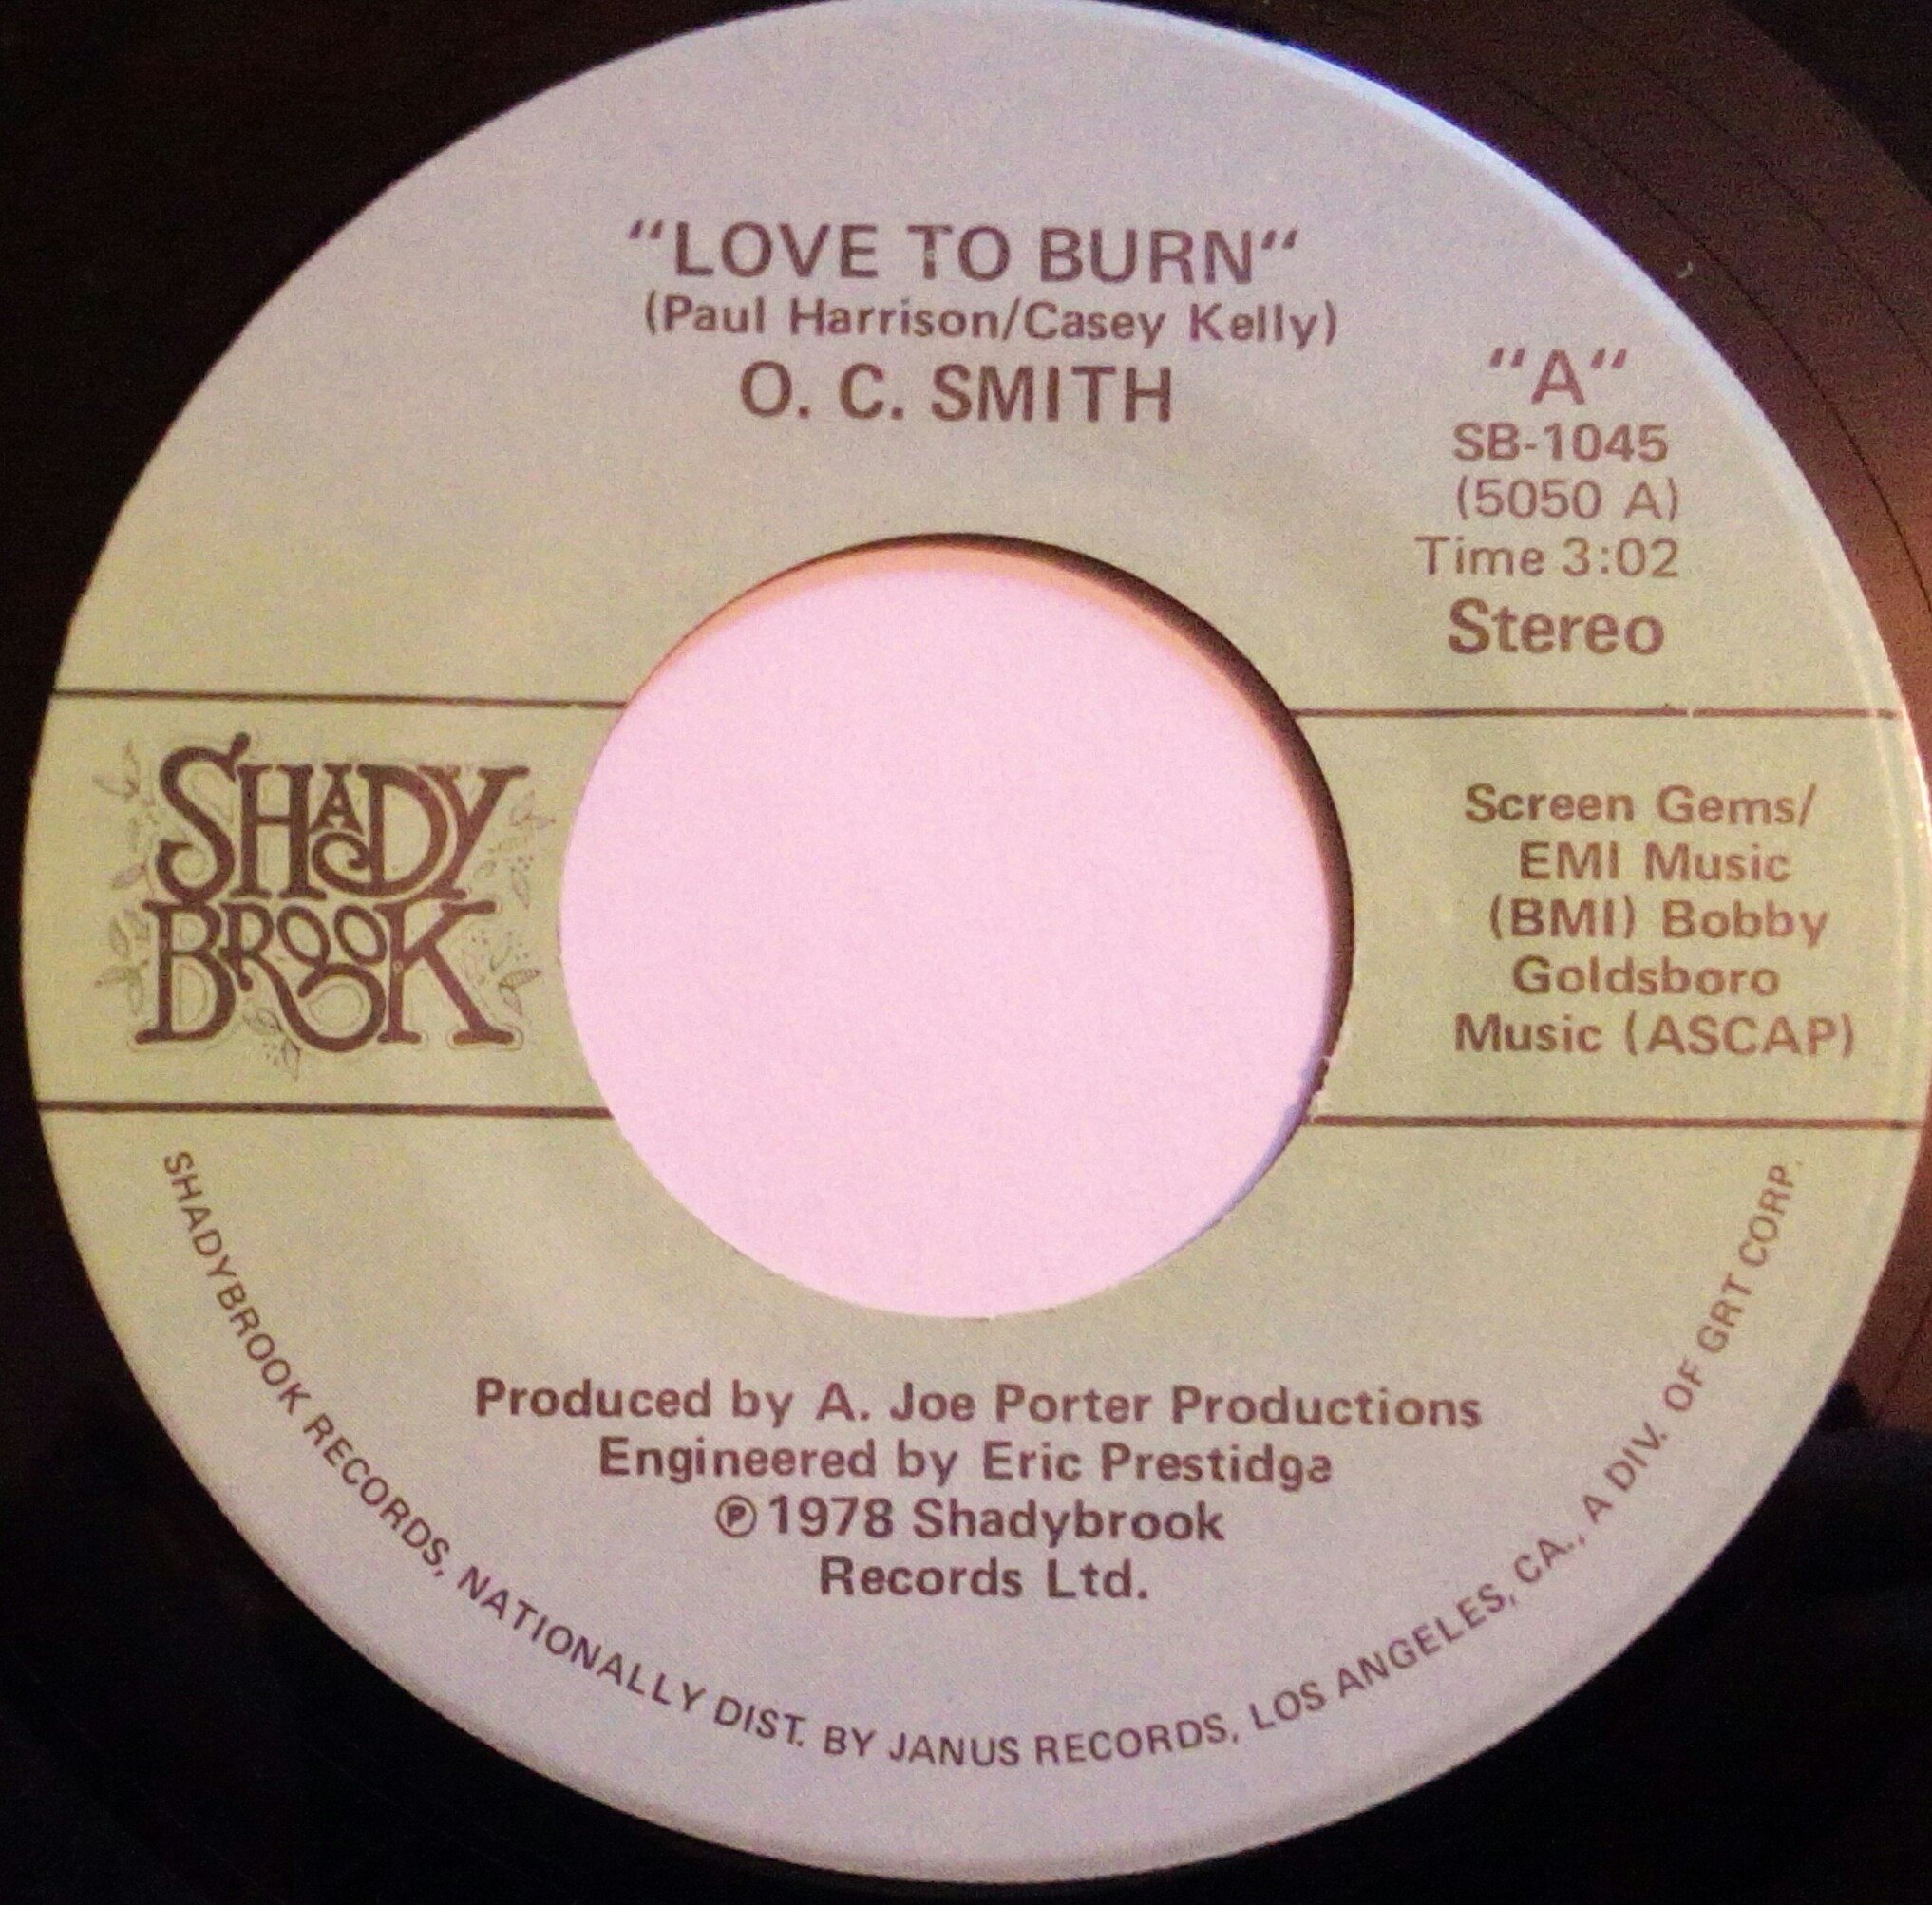 “LOVE TO BURN“
(Paul Harrison/Casey Kelly)
O. C. SMITH
“A“
SB-1045
(5050 A)
Time 3:02
Stereo
SHADY
BROOK
Screen Gems/
EMI Music
(BMI) Bobby
Goldsboro
Music (ASCAP)
Produced by A. Joe Porter Productions
Engineered by Eric Prestidge
℗1978 Shadybrook
Records Ltd.
SHADYBROOK RECORDS, NATIONALLY DIST. BY JANUS RECORDS, LOS ANGELES, CA., A DIV. OF GRT CORP.